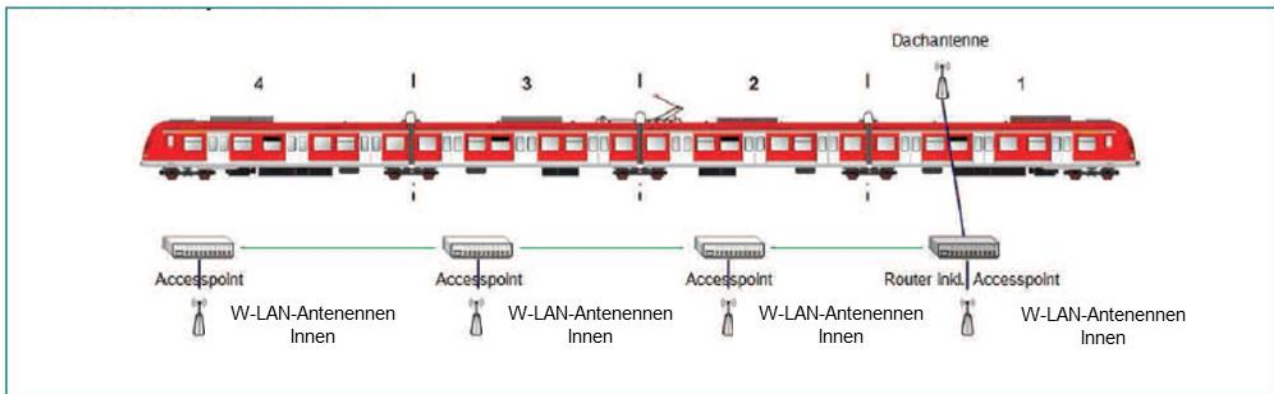 Dachantenne
4 I 3 I 2 I 1
Accesspoint Accesspoint Accesspoint Router inkl. Accesspoint
W-LAN-Antenennen W-LAN-Antenennen W-LAN-Antenennen W-LAN-Antenennen
Innen Innen Innen Innen